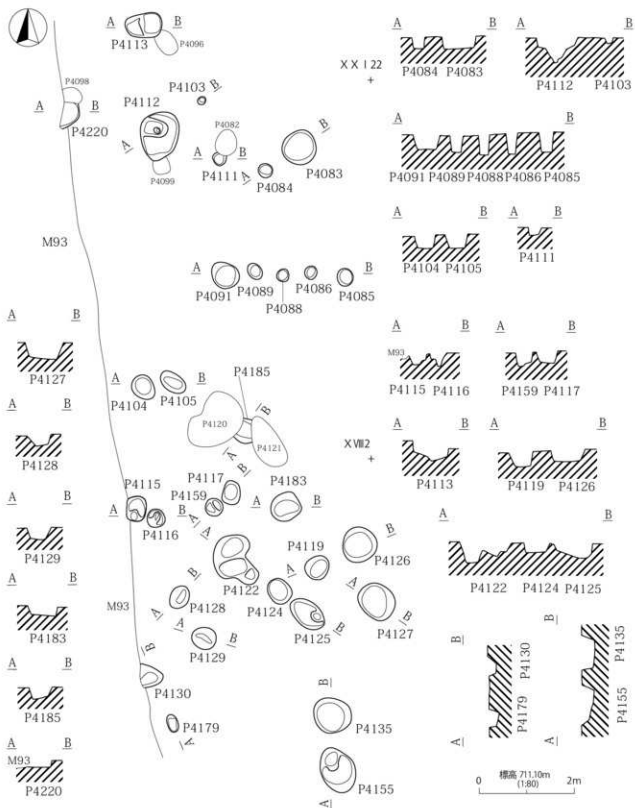 A B
P4113 P4096
P4103 B
P4098
A B
P4220
P4112
A
P4099
P4082
A B
P4111
A
P4084
B
P4083
M93
A B
P4091 P4089 P4088 P4086 P4085
A B
P4104 P4105
P4185
B
P4120 P4121
A
B
P4115
A B
P4116
P4117
P4159
A
A
P4183
A B
P4119
A
B
P4126
P4122
P4124
P4125
B
A
P4127
B
B
P4128
A
A B
P4129
M93
B
P4130
P4179
A
B
P4135
P4155
A
A B
P4127
A B
P4128
A B
P4129
A B
P4183
A B
P4185
A B
M93
P4220
X X I 22
+
A B
P4084 P4083
A B
P4112 P4103
A B
P4091 P4089 P4088 P4086 P4085
A B
P4104 P4105
A B
P4111
A B
M93
P4115 P4116
A B
P4159 P4117
X Ⅷ 2
+
A B
P4113
A B
P4119 P4126
A B
P4122 P4124 P4125
B
P4130
P4179
A
B
P4135
P4155
A
標高 711.10m
(1:80)
0 2m